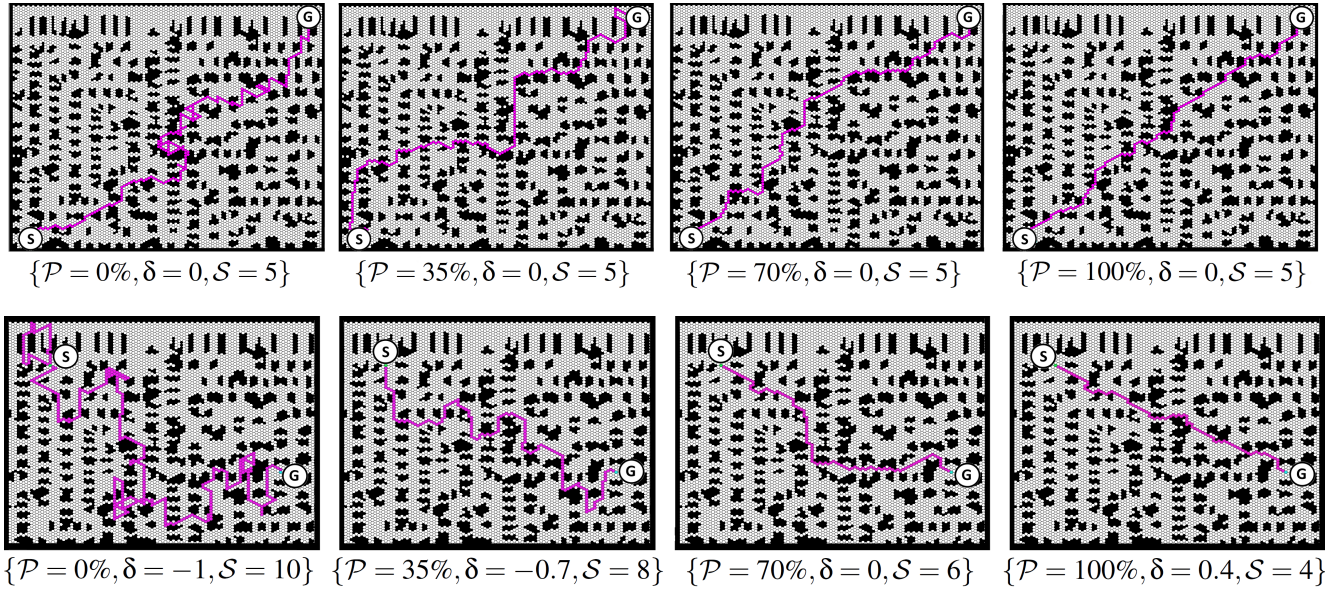 G G G G
S S S S
{𝒫 = 0%, δ = 0, 𝒮 = 5} {𝒫 = 35%, δ = 0, 𝒮 = 5} {𝒫 = 70%, δ = 0, 𝒮 = 5} {𝒫 = 100%, δ = 0, 𝒮 = 5}
S S S S
G G G G
{𝒫 = 0%, δ = −1, 𝒮 = 10} {𝒫 = 35%, δ = −0.7, 𝒮 = 8} {𝒫 = 70%, δ = 0, 𝒮 = 6} {𝒫 = 100%, δ = 0.4, 𝒮 = 4}